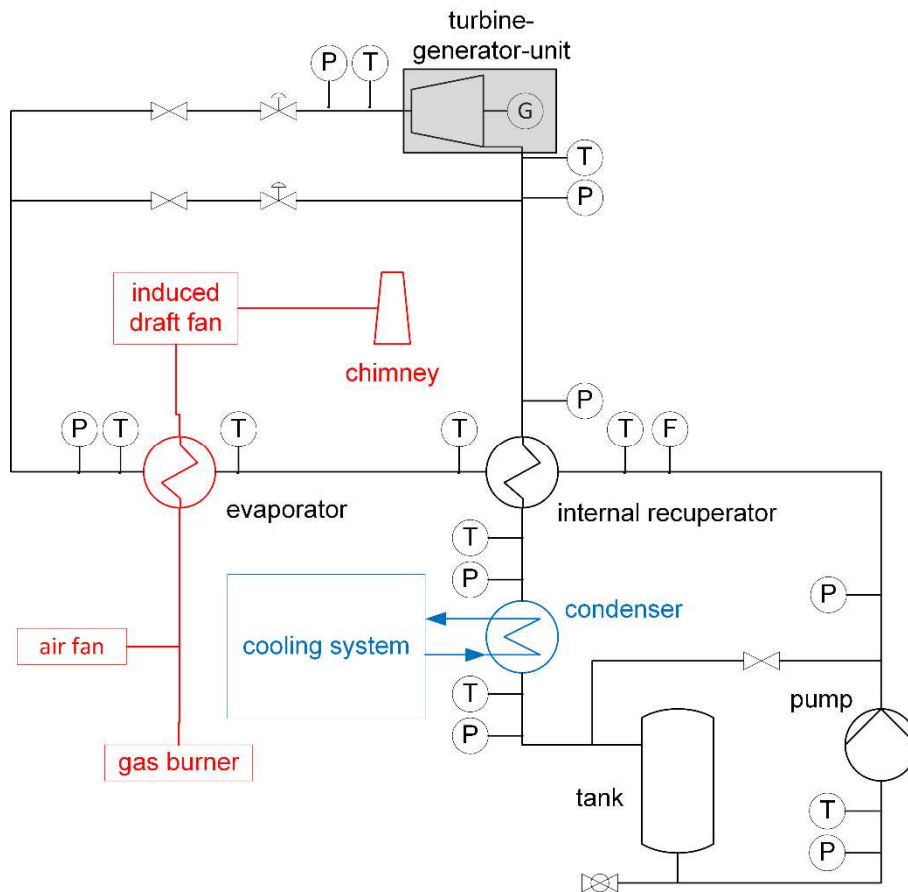 turbine-
generator-unit
P
T
G
T
P
induced
draft fan
chimney
P
P
T
T
T
T
F
evaporator
internal recuperator
T
P
P
condenser
cooling system
air fan
T
P
pump
gas burner
tank
T
P